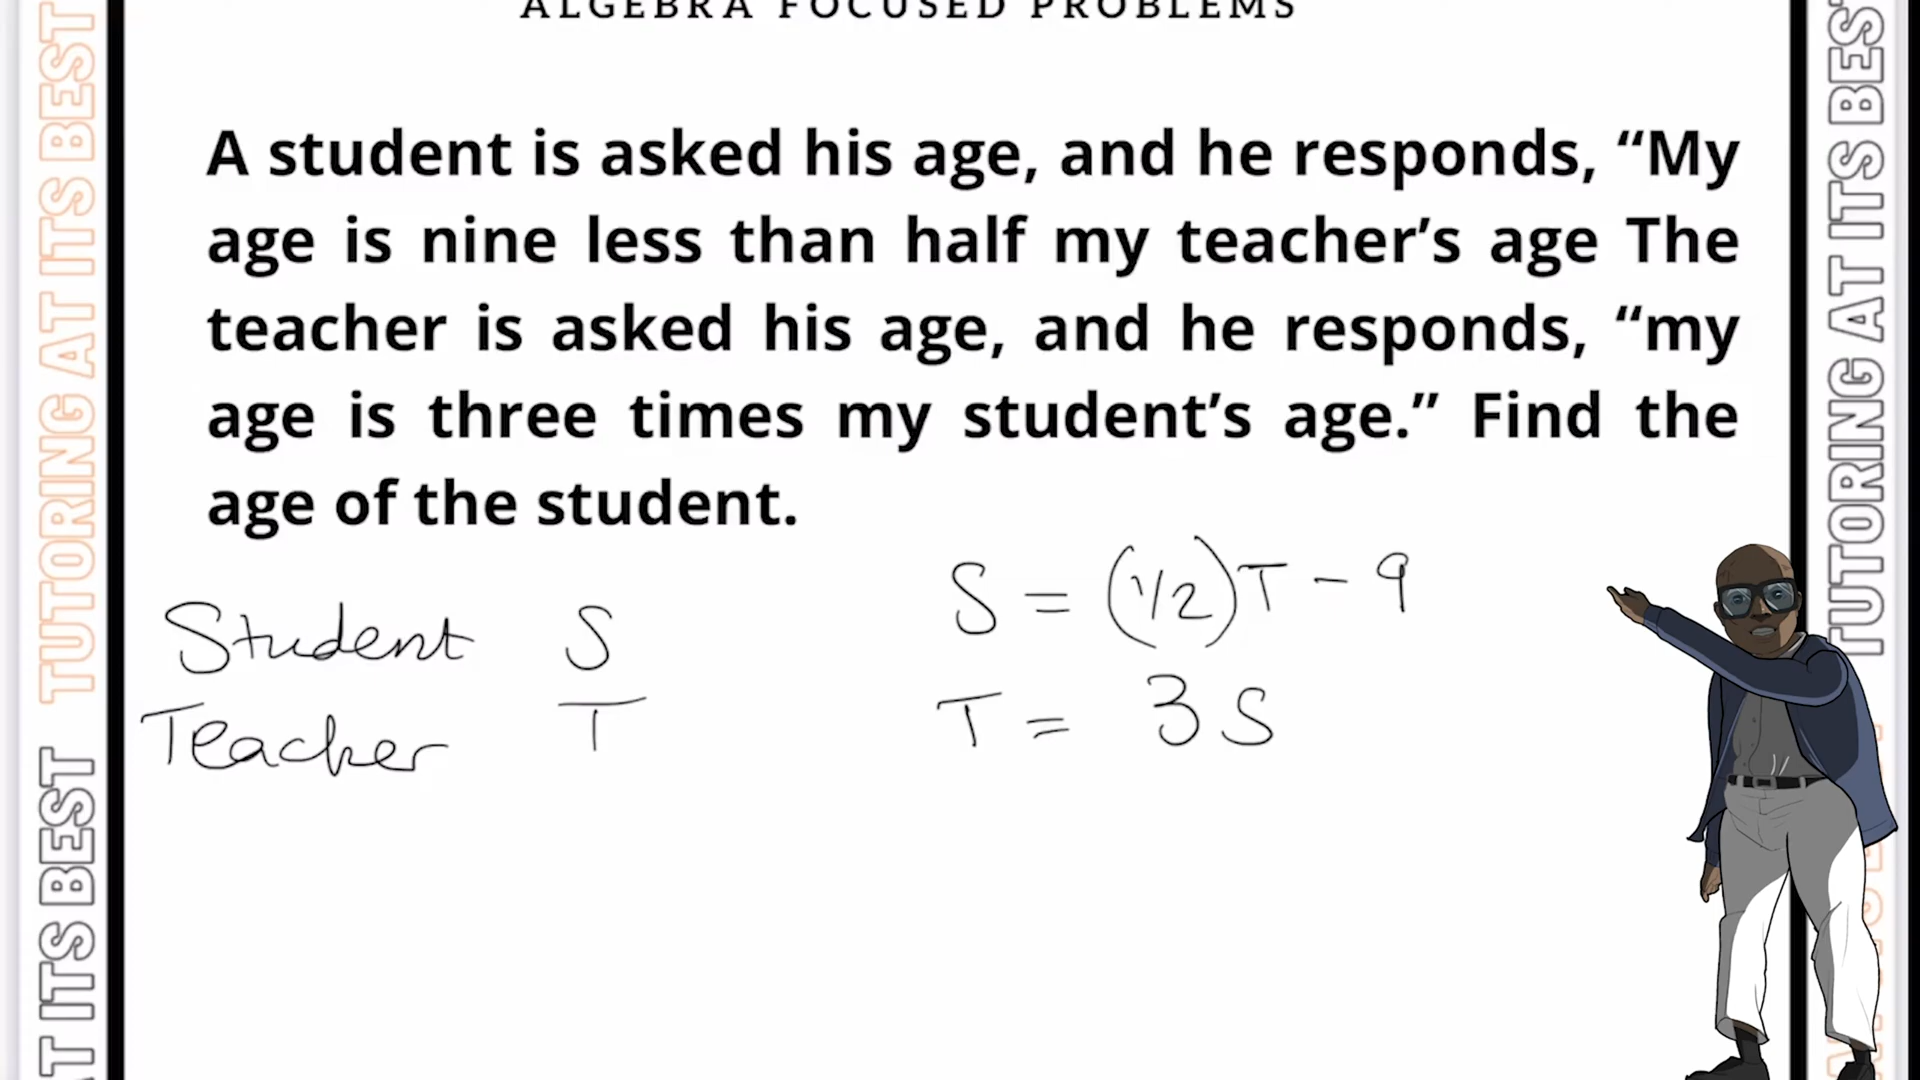 ALGEBRA FOCUSED PROBLEMS
A student is asked his age, and he responds, “My
age is nine less than half my teacher’s age The
teacher is asked his age, and he responds, “my
age is three times my student’s age.” Find the
age of the student.
Student S
Teacher T
S = (1/2)T - 9
T = 3S
TUTORING AT ITS BEST
AT ITS BEST
TUTORING AT ITS BEST